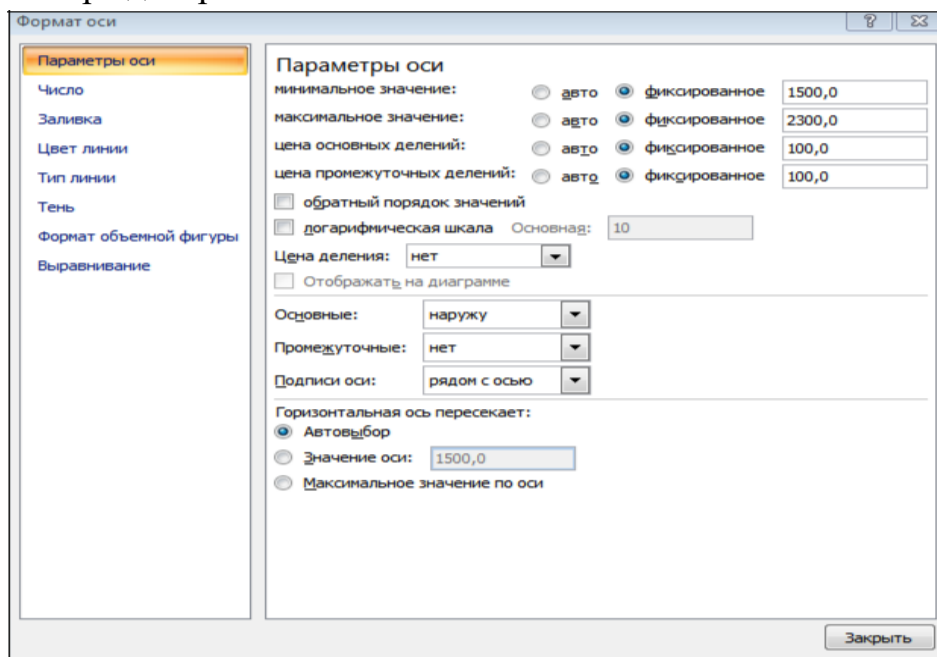 Формат оси
Параметры оси
Число
Заливка
Цвет линии
Тип линии
Тень
Формат объемной фигуры
Выравнивание
Параметры оси
минимальное значение: авто фиксированное 1500,0
максимальное значение: авто фиксированное 2300,0
цена основных делений: авто фиксированное 100,0
цена промежуточных делений: авто фиксированное 100,0
обратный порядок значений
логарифмическая шкала Основная: 10
Цена деления: нет
Отображать на диаграмме
Основные: наружу
Промежуточные: нет
Подписи оси: рядом с осью
Горизонтальная ось пересекает:
Автовыбор
Значение оси: 1500,0
Максимальное значение по оси
Закрыть